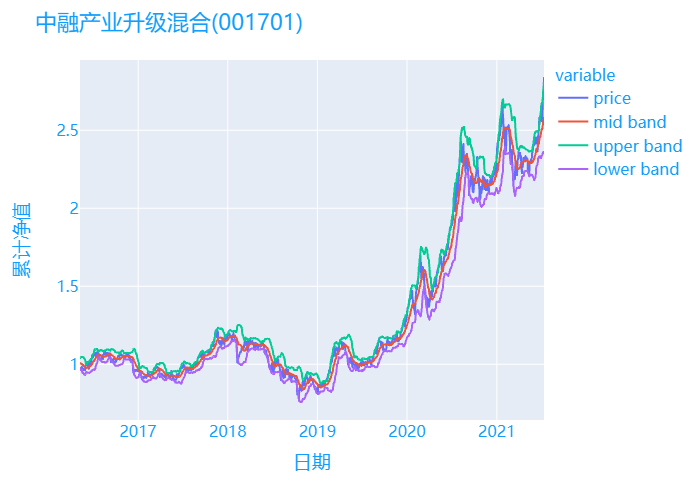 中融产业升级混合(001701)
variable
price
mid band
upper band
lower band
累计净值
2.5
2
1.5
1
2017
2018
2019
2020
2021
日期